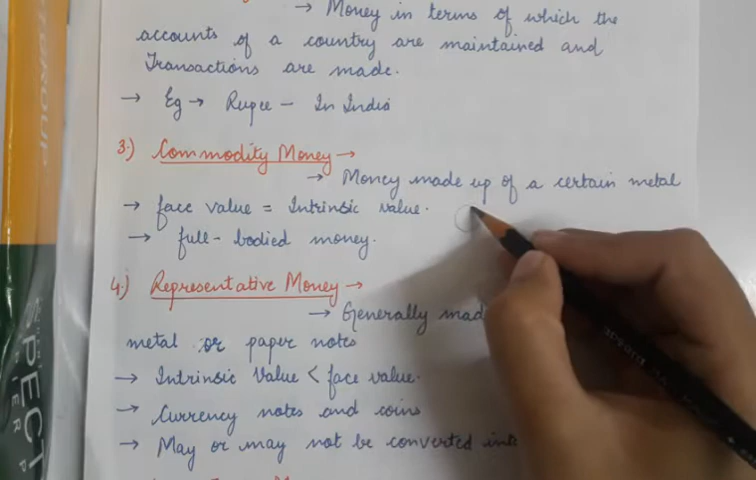 → Money in terms of which the
accounts of a country are maintained and
Transactions are made.
→ Eg → Rupee - In India
3.) Commodity Money →
→ Money made up of a certain metal
→ face value = Intrinsic value.
→ full-bodied money.
4.) Representative Money →
→ Generally mad
metal or paper notes
→ Intrinsic Value < face value.
→ Currency notes and coins
→ May or may not be converted int